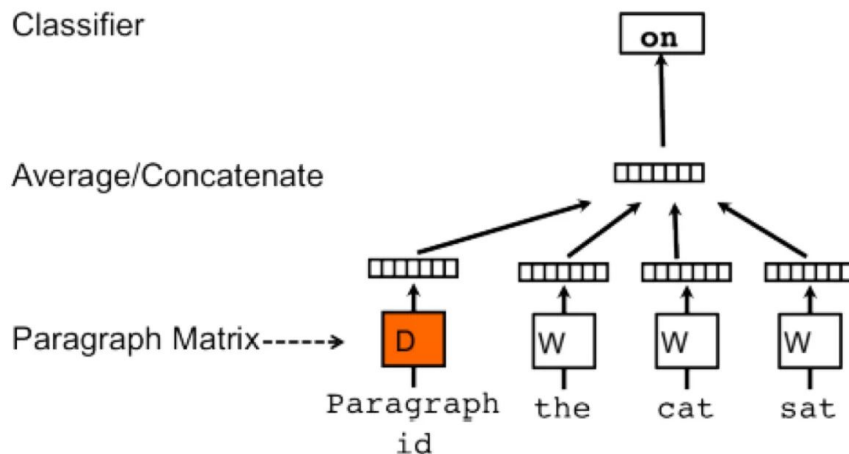 Classifier
on
Average/Concatenate
Paragraph Matrix
D
W
W
W
Paragraph
id
the
cat
sat